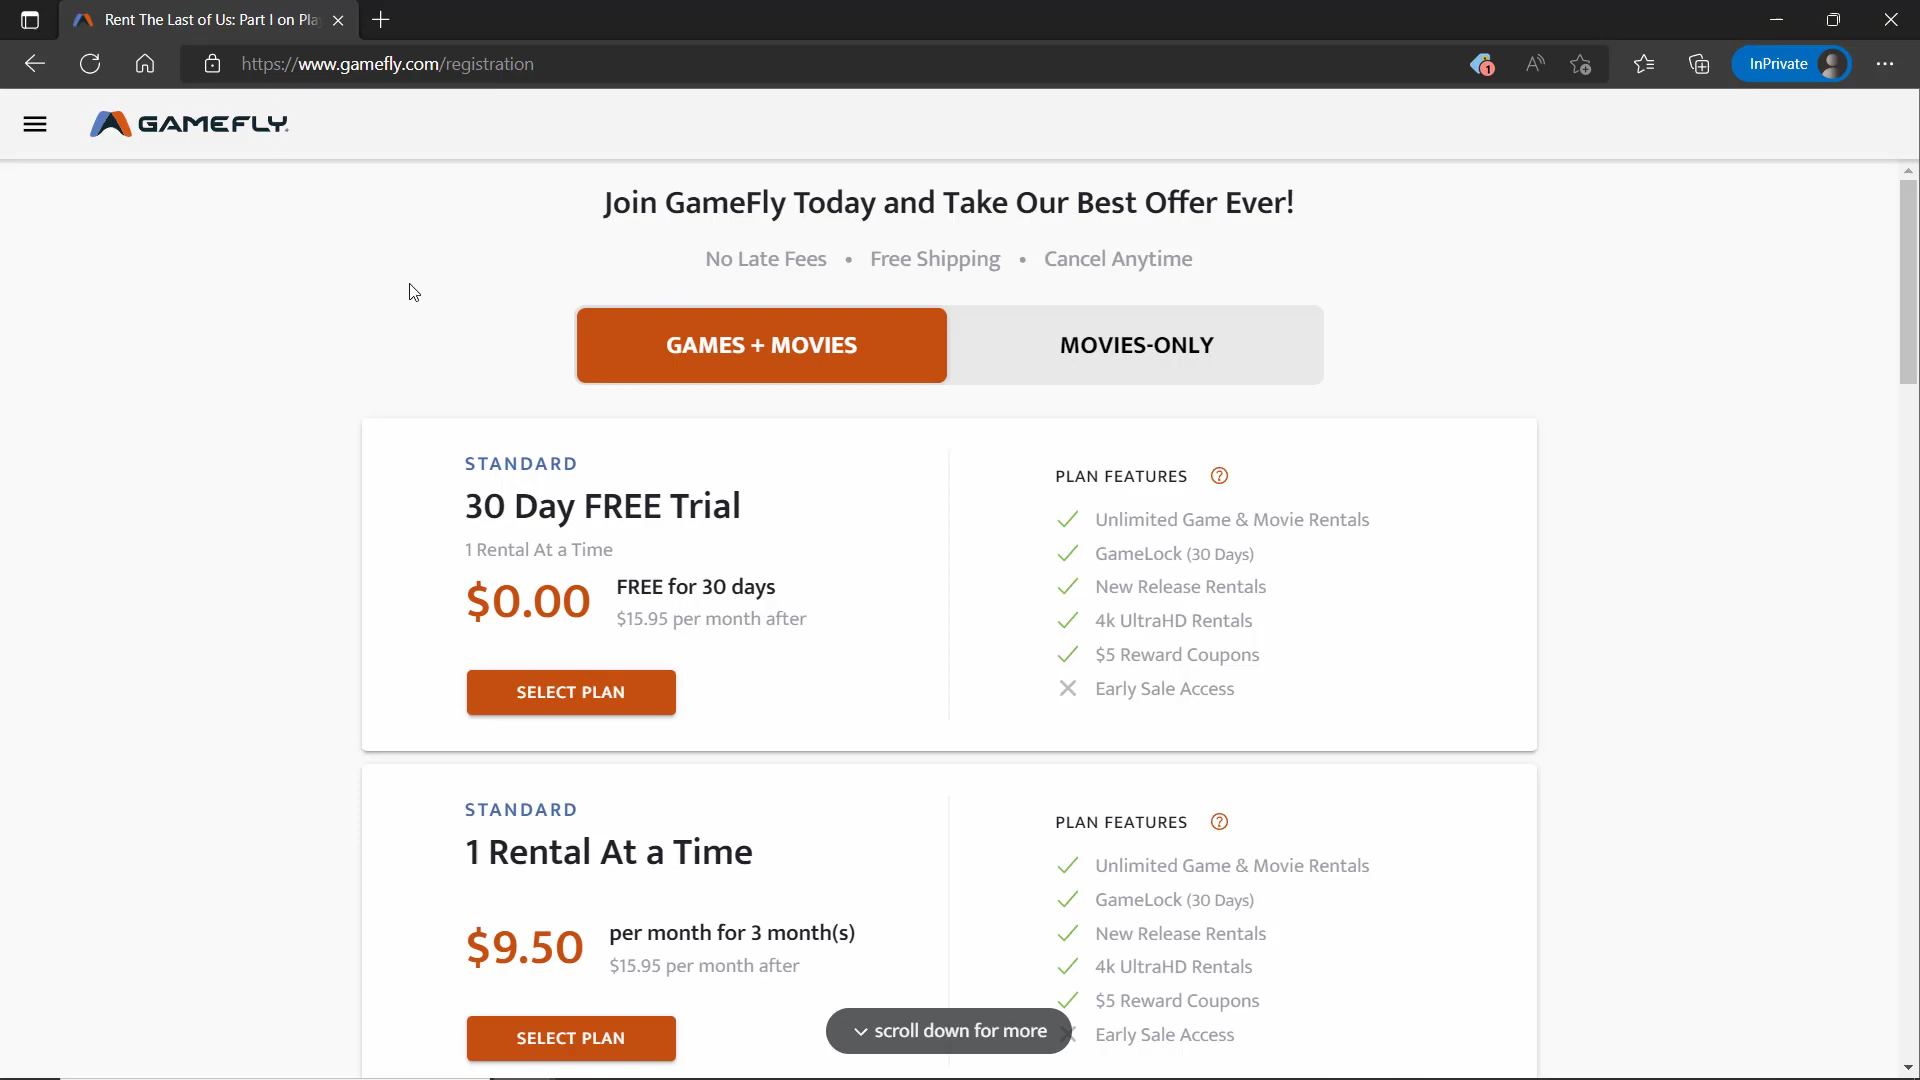 Rent The Last of Us: Part I on Pla
https://www.gamefly.com/registration
1
InPrivate
GAMEFLY.
Join GameFly Today and Take Our Best Offer Ever!
No Late Fees • Free Shipping • Cancel Anytime
GAMES + MOVIES
MOVIES-ONLY
STANDARD
30 Day FREE Trial
1 Rental At a Time
$0.00
FREE for 30 days
$15.95 per month after
SELECT PLAN
PLAN FEATURES ?
Unlimited Game & Movie Rentals
GameLock (30 Days)
New Release Rentals
4k UltraHD Rentals
$5 Reward Coupons
Early Sale Access
STANDARD
1 Rental At a Time
$9.50
per month for 3 month(s)
$15.95 per month after
SELECT PLAN
PLAN FEATURES ?
Unlimited Game & Movie Rentals
GameLock (30 Days)
New Release Rentals
4k UltraHD Rentals
$5 Reward Coupons
Early Sale Access
scroll down for more